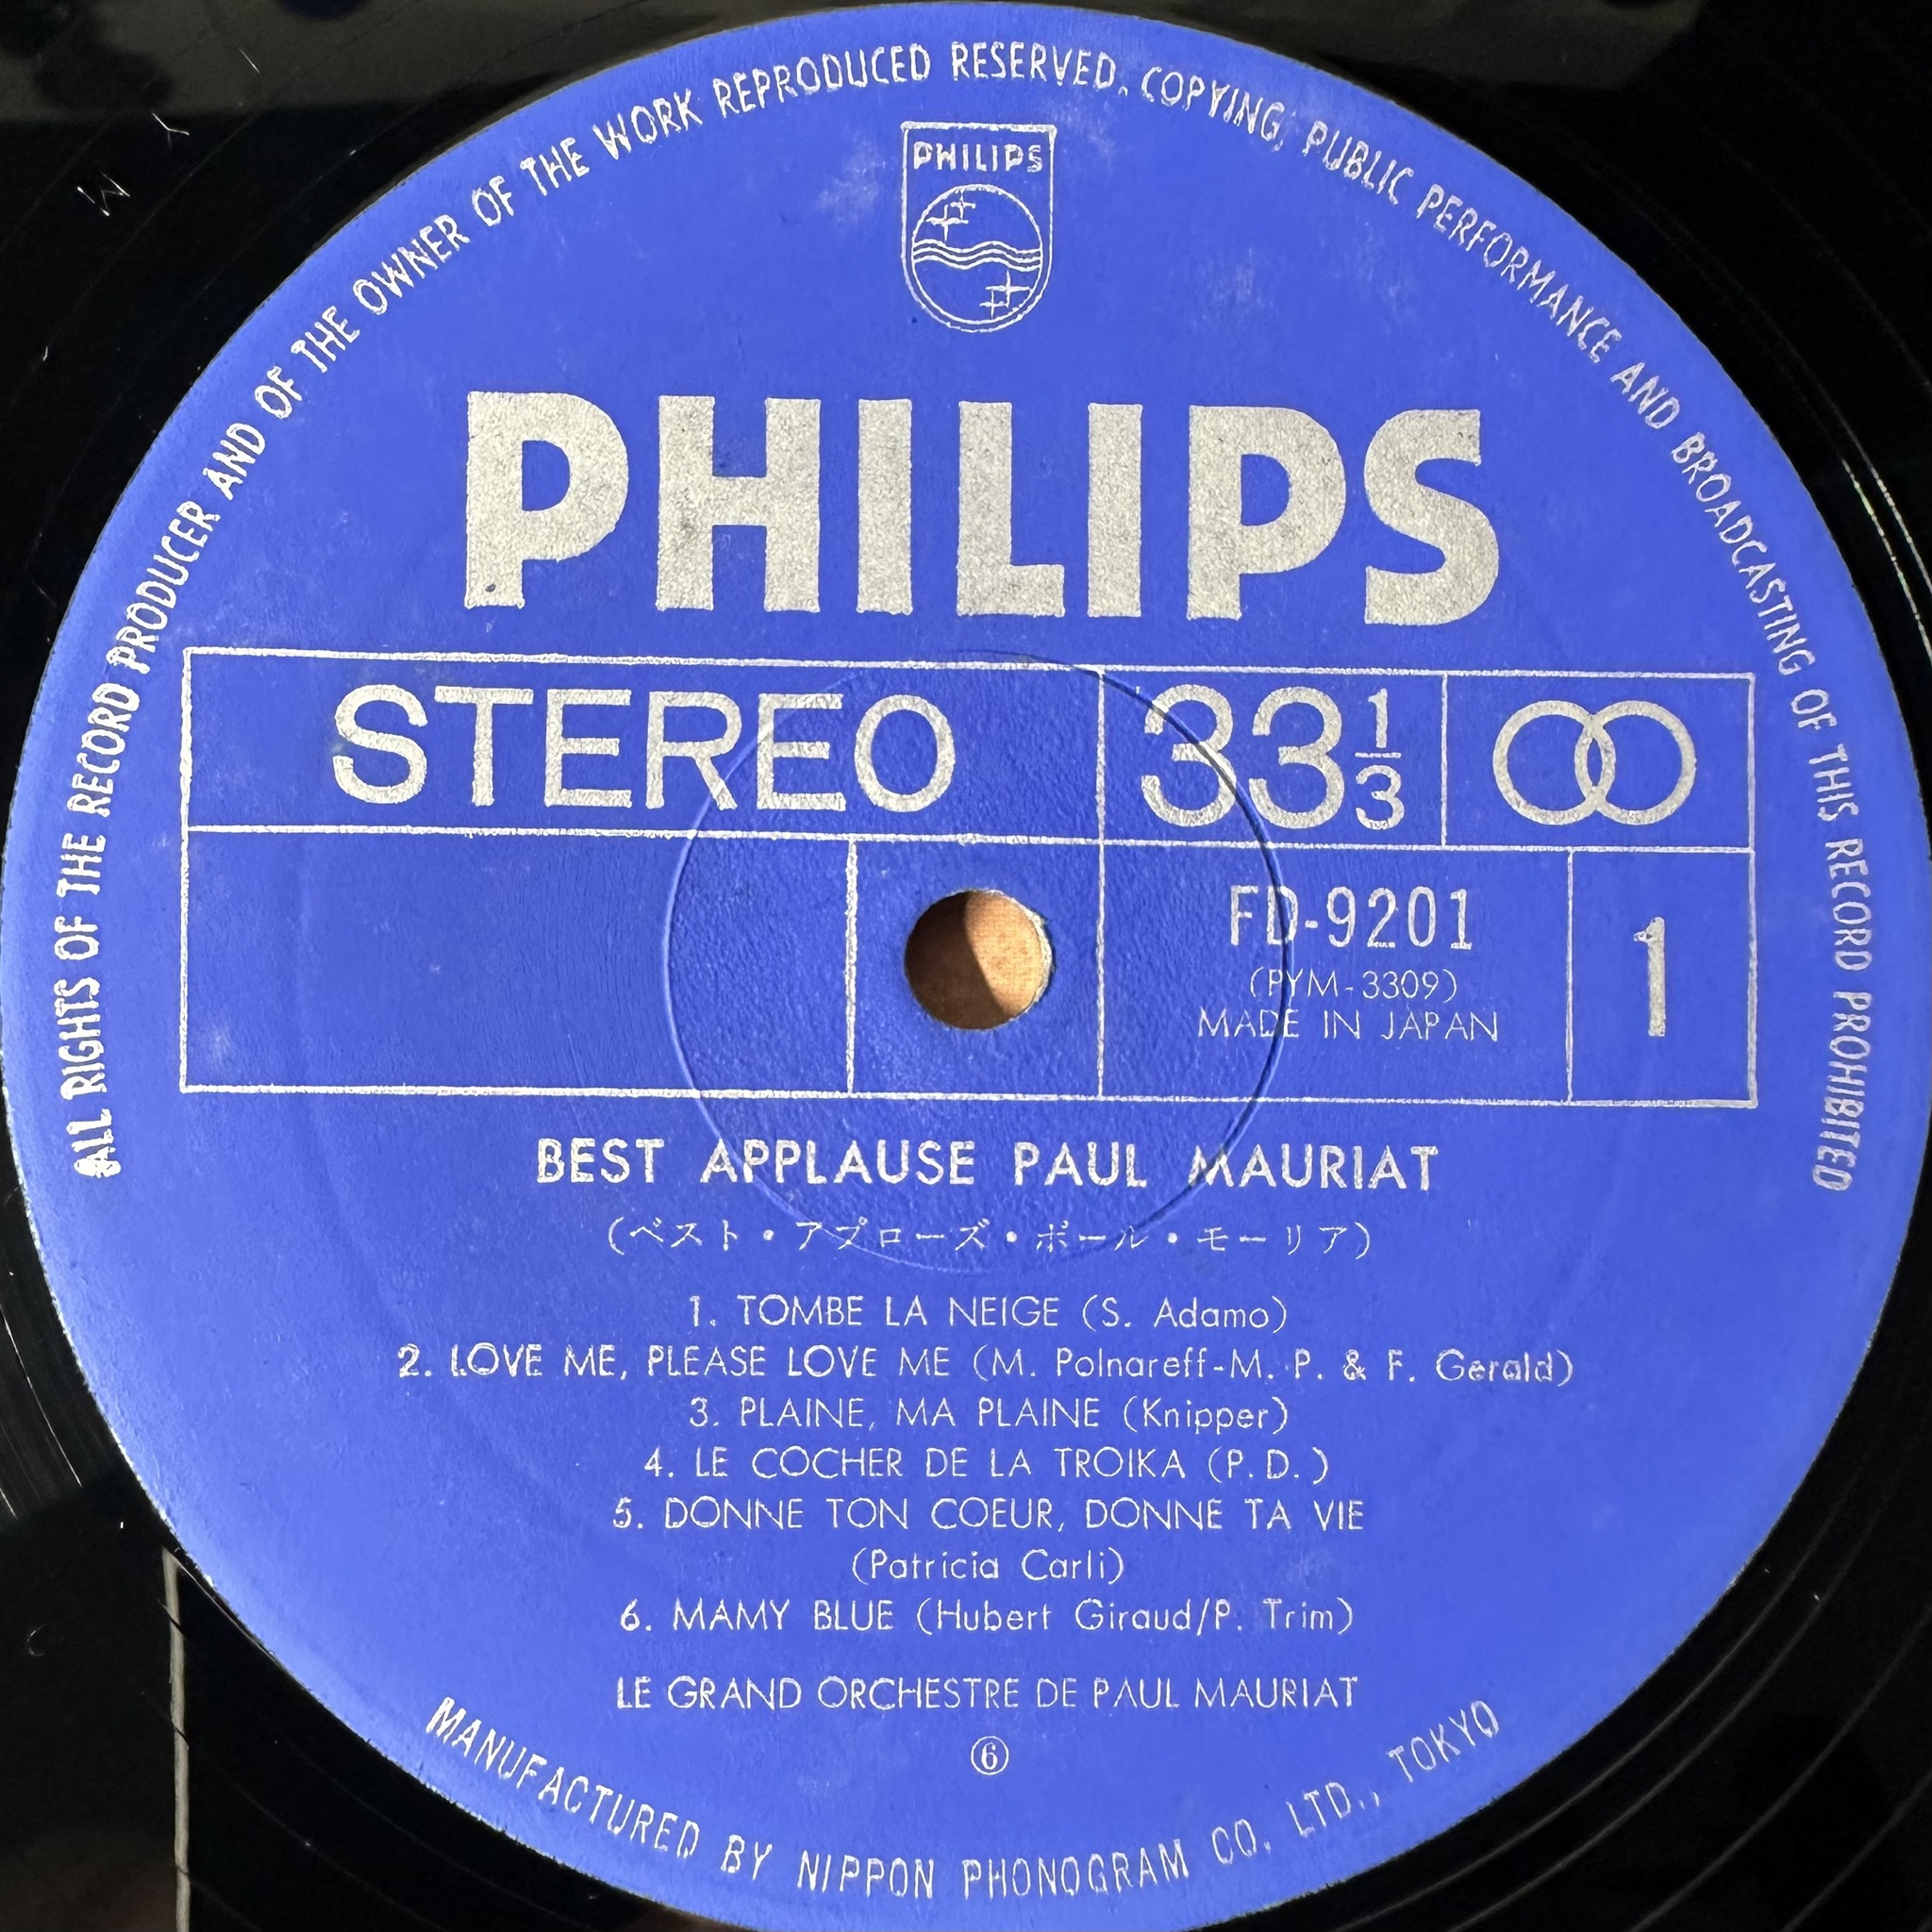 ALL RIGHTS OF THE RECORD PRODUCER AND OF THE OWNER OF THE WORK REPRODUCED RESERVED. COPYING, PUBLIC PERFORMANCE AND BROADCASTING OF THIS RECORD PROHIBITED
PHILIPS
PHILIPS
STEREO
33 1/3
FD-9201
(PYM-3309)
MADE IN JAPAN
1
BEST APPLAUSE PAUL MAURIAT
(ベスト・アプローズ・ポール・モーリア)
1. TOMBE LA NEIGE (S. Adamo)
2. LOVE ME, PLEASE LOVE ME (M. Polnareff-M. P. & F. Gerald)
3. PLAINE, MA PLAINE (Knipper)
4. LE COCHER DE LA TROIKA (P. D. )
5. DONNE TON COEUR, DONNE TA VIE
(Patricia Carli)
6. MAMY BLUE (Hubert Giraud/P. Trim)
LE GRAND ORCHESTRE DE PAUL MAURIAT
⑥
MANUFACTURED BY NIPPON PHONOGRAM CO. LTD., TOKYO